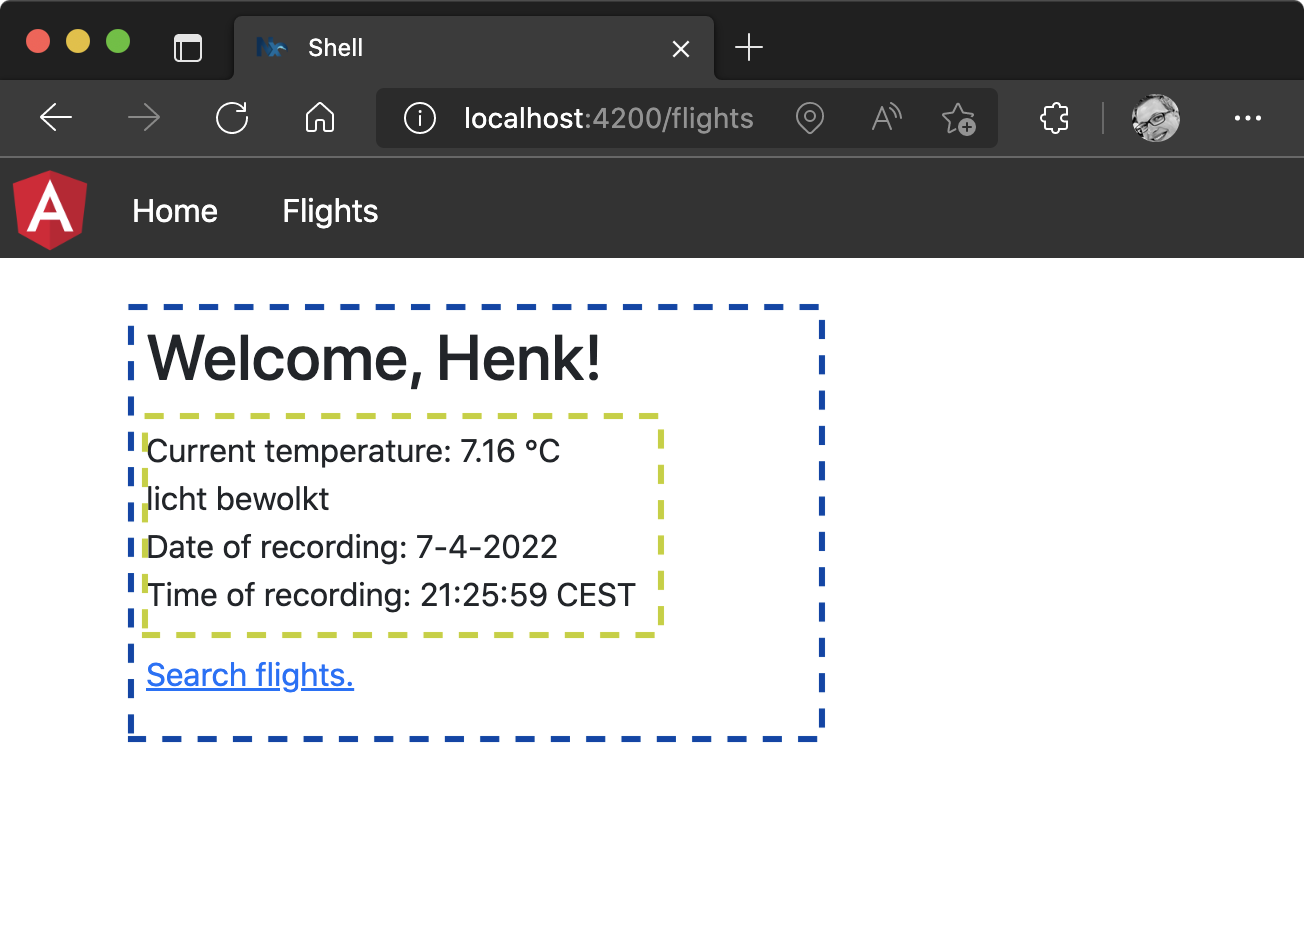 Shell
localhost:4200/flights
Home Flights
Welcome, Henk!
Current temperature: 7.16 °C
licht bewolkt
Date of recording: 7-4-2022
Time of recording: 21:25:59 CEST
Search flights.